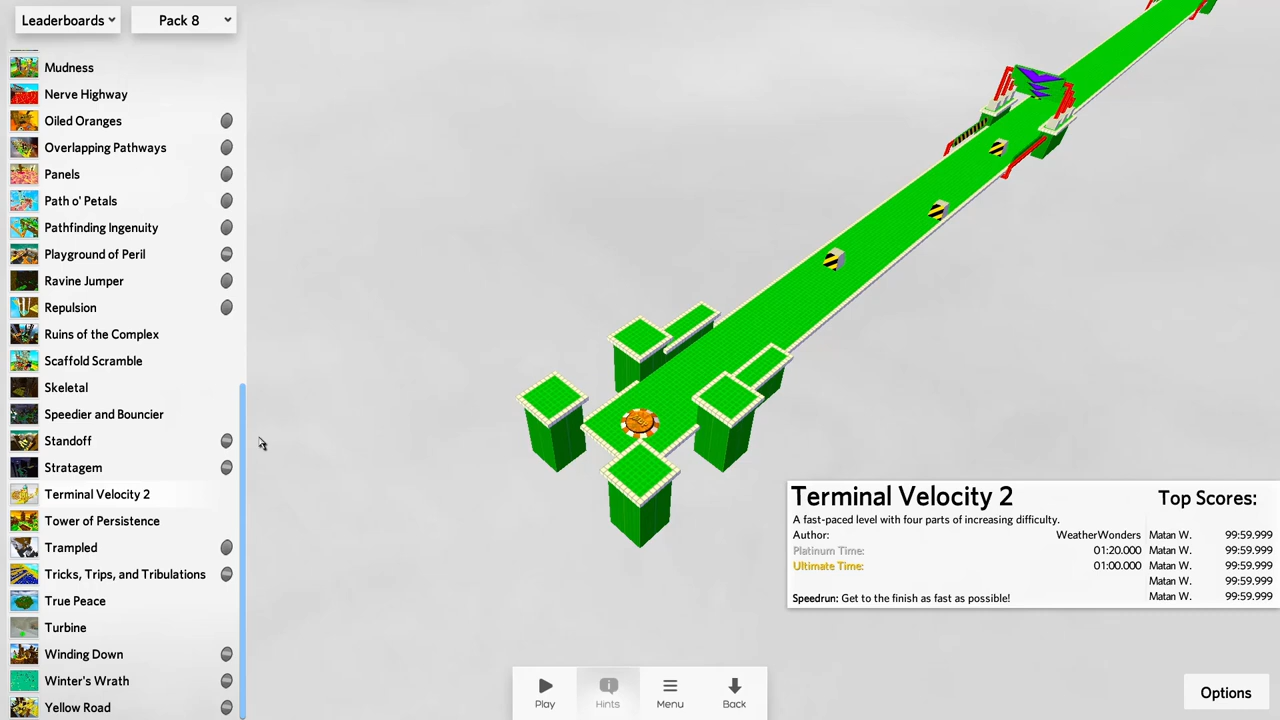 Leaderboards
Pack 8
Mudness
Nerve Highway
Oiled Oranges
Overlapping Pathways
Panels
Path o' Petals
Pathfinding Ingenuity
Playground of Peril
Ravine Jumper
Repulsion
Ruins of the Complex
Scaffold Scramble
Skeletal
Speedier and Bouncier
Standoff
Stratagem
Terminal Velocity 2
Tower of Persistence
Trampled
Tricks, Trips, and Tribulations
True Peace
Turbine
Winding Down
Winter's Wrath
Yellow Road
Terminal Velocity 2
A fast-paced level with four parts of increasing difficulty.
Author: WeatherWonders
Platinum Time: 01:20.000
Ultimate Time: 01:00.000
Speedrun: Get to the finish as fast as possible!
Top Scores:
Matan W. 99:59.999
Matan W. 99:59.999
Matan W. 99:59.999
Matan W. 99:59.999
Matan W. 99:59.999
Play
Hints
Menu
Back
Options